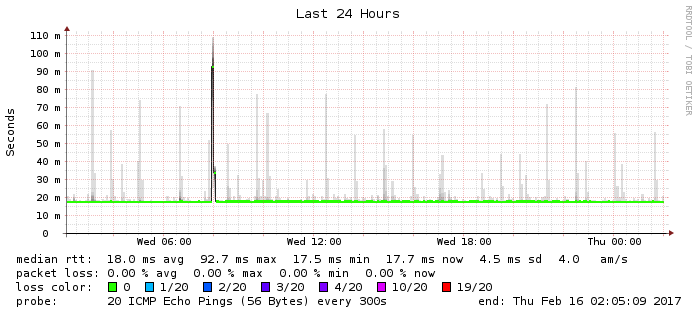 Last 24 Hours
RRDTOOL / TOBI OETIKER
Seconds
110 m
100 m
90 m
80 m
70 m
60 m
50 m
40 m
30 m
20 m
10 m
0
Wed 06:00 Wed 12:00 Wed 18:00 Thu 00:00
median rtt: 18.0 ms avg 92.7 ms max 17.5 ms min 17.7 ms now 4.5 ms sd 4.0 am/s
packet loss: 0.00 % avg 0.00 % max 0.00 % min 0.00 % now
loss color: 0 1/20 2/20 3/20 4/20 10/20 19/20
probe: 20 ICMP Echo Pings (56 Bytes) every 300s end: Thu Feb 16 02:05:09 2017